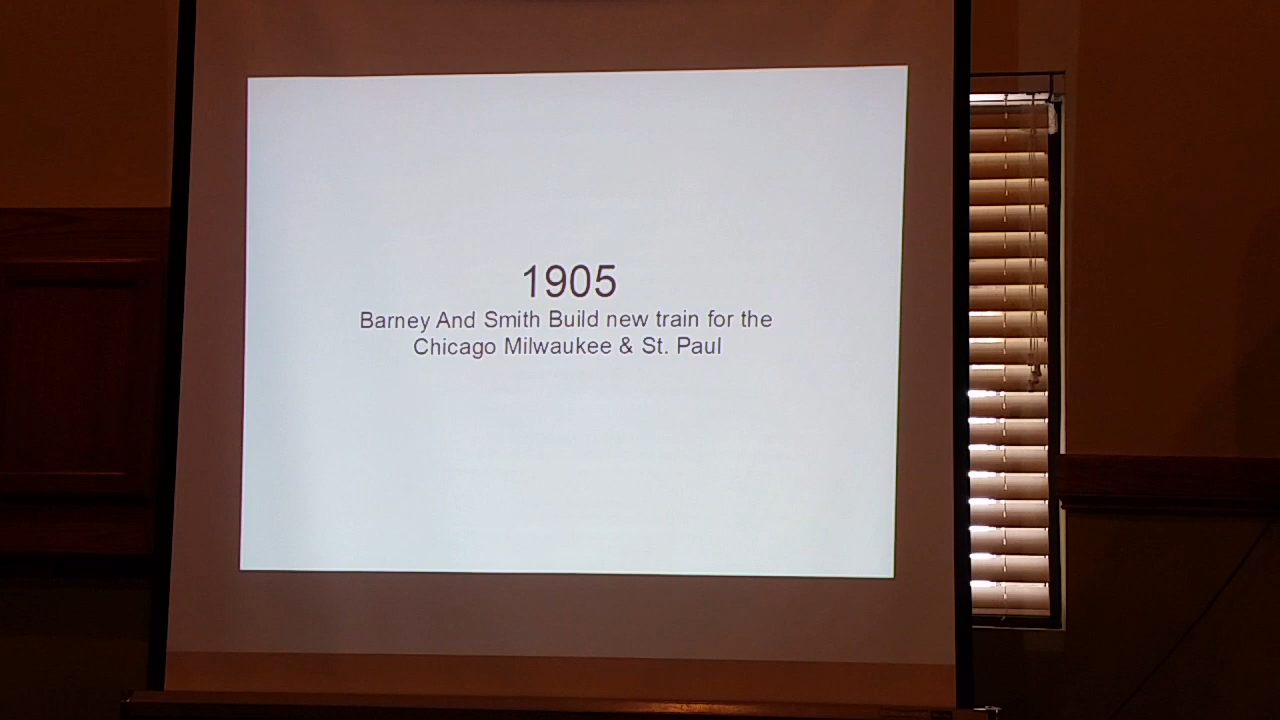 1905
Barney And Smith Build new train for the
Chicago Milwaukee & St. Paul